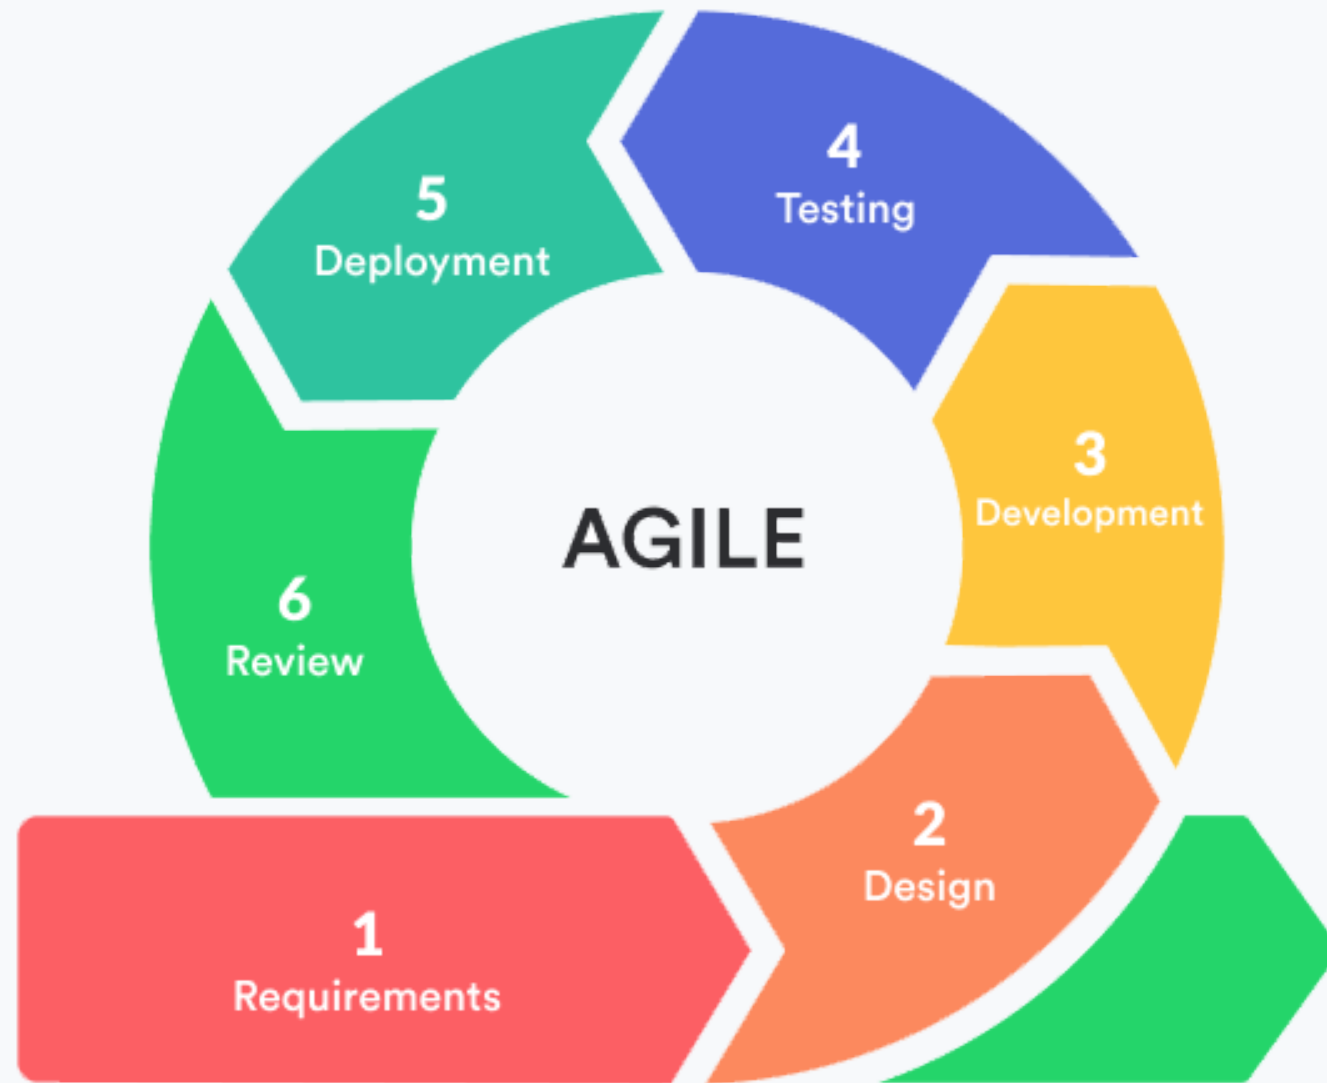 4
Testing
5
Deployment
3
Development
AGILE
6
Review
2
Design
1
Requirements